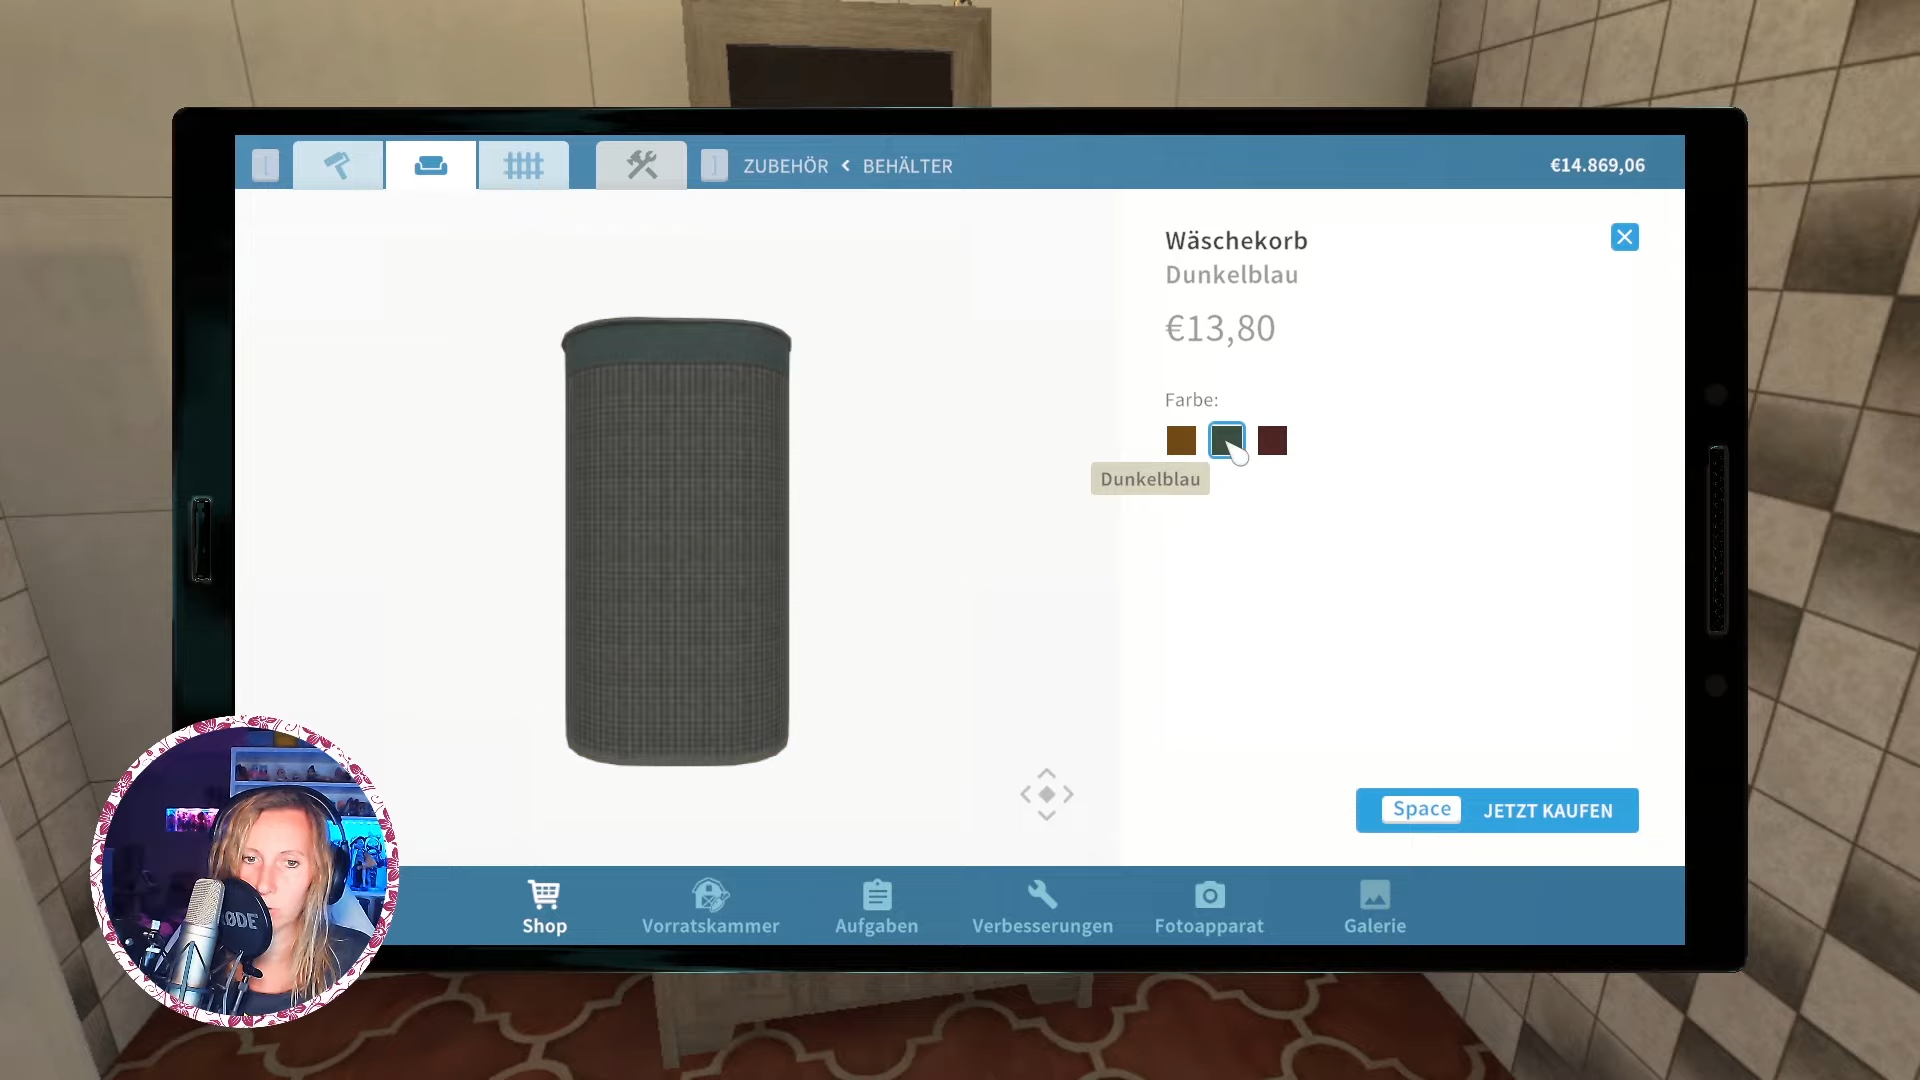 ZUBEHÖR < BEHÄLTER
€14.869,06
Wäschekorb
Dunkelblau
€13,80
Farbe:
Dunkelblau
Space JETZT KAUFEN
Shop
Vorratskammer
Aufgaben
Verbesserungen
Fotoapparat
Galerie
RØDE